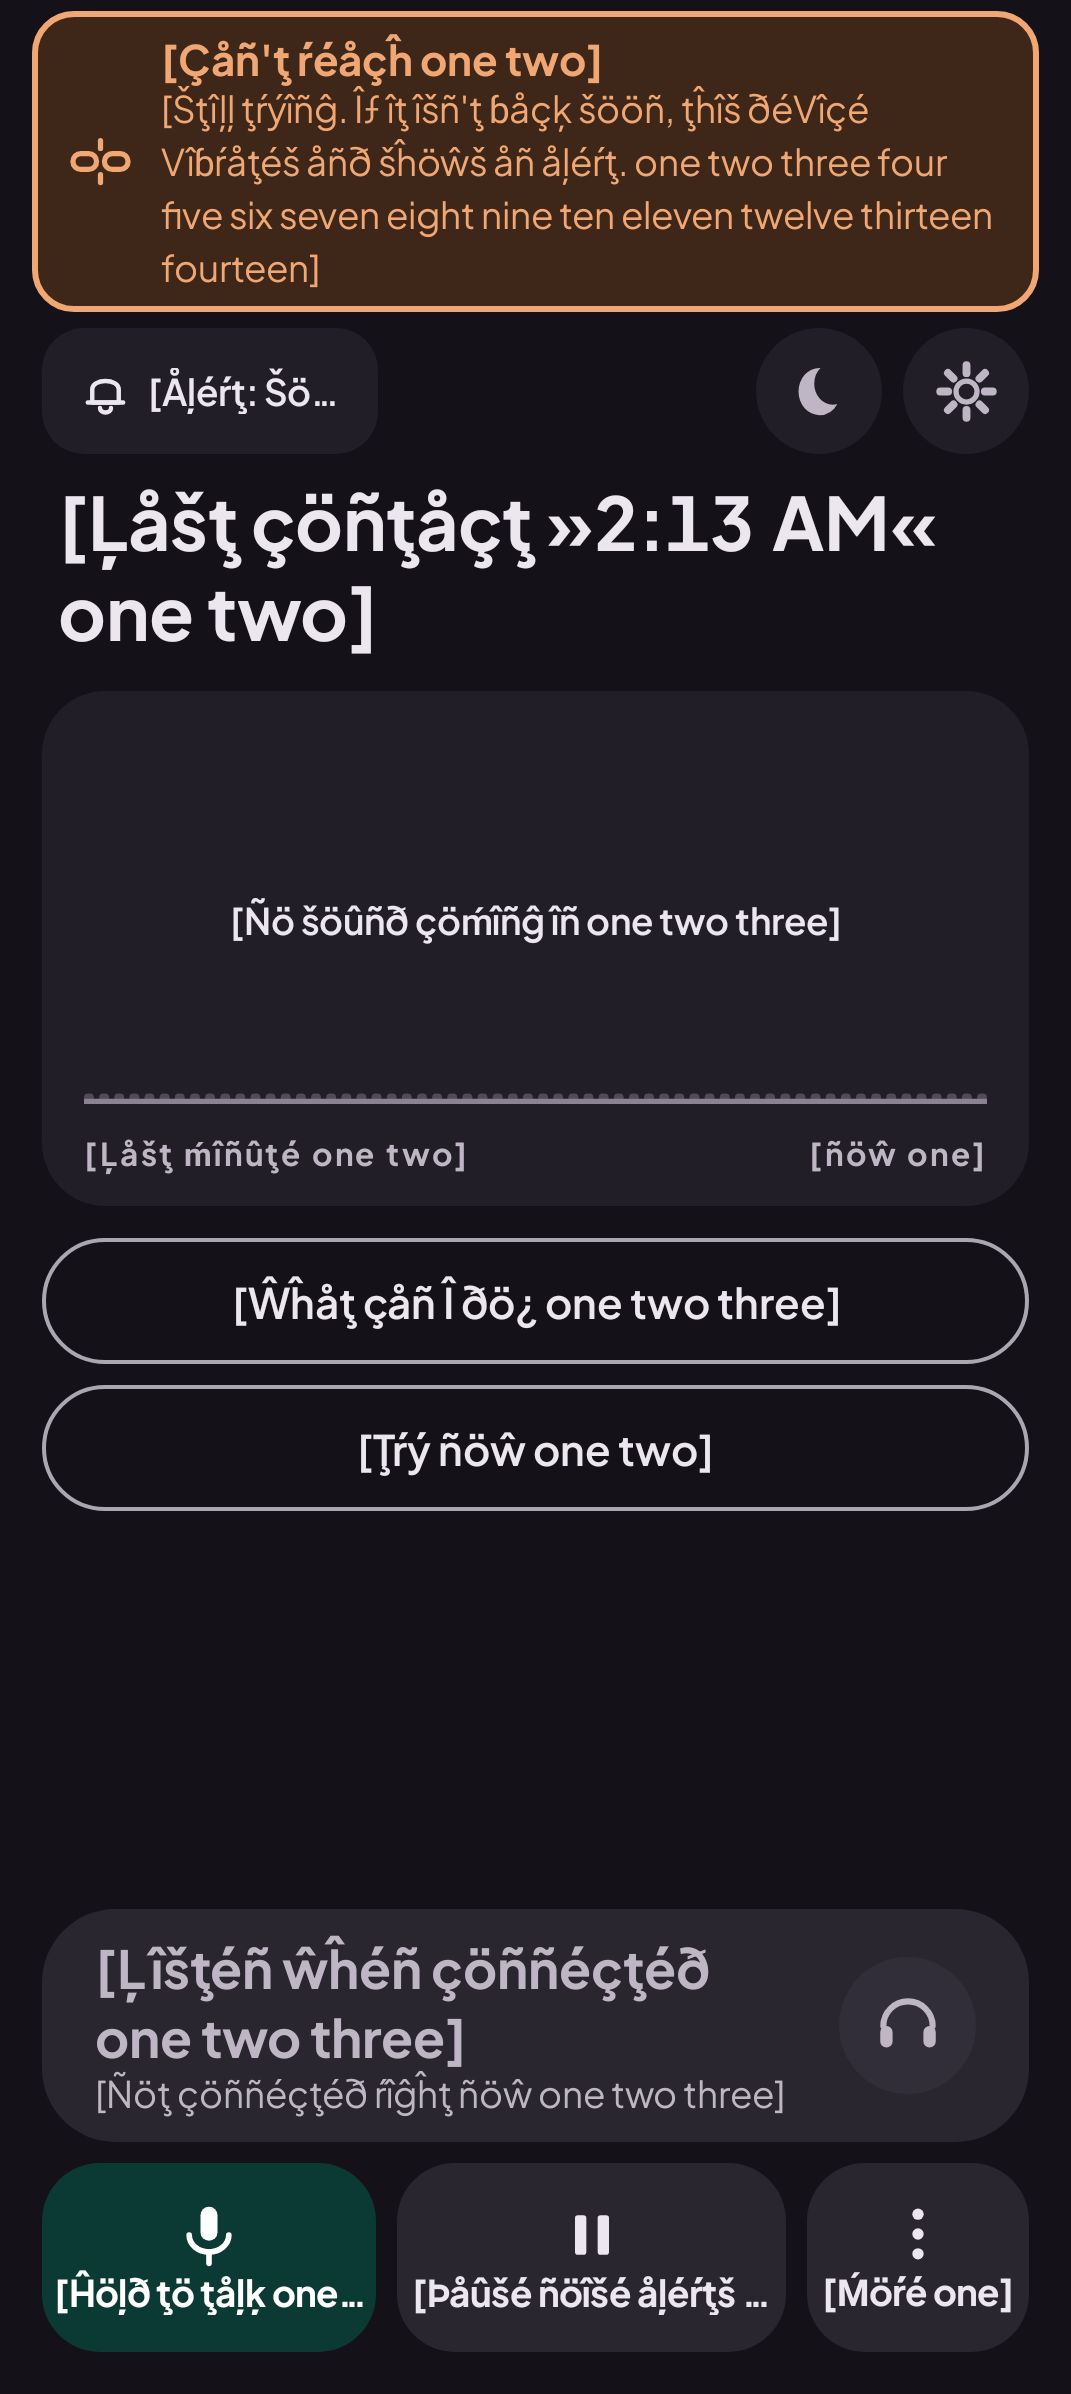 [Çåñ'ţ ŕéåçĥ one two]
[Šţîļļ ţŕýîñĝ. Îƒ îţ îšñ'ţ ƀåçķ šööñ, ţĥîš ðéVîçé
Vîƀŕåţéš åñð šĥöŵš åñ åļéŕţ. one two three four
five six seven eight nine ten eleven twelve thirteen
fourteen]
[Åļéŕţ: Šö…
[Ļåšţ çöñţåçţ »2:13 AM«
one two]
[Ñö šöûñð çöḿîñĝ îñ one two three]
[Ļåšţ ḿîñûţé one two]
[ñöŵ one]
[Ŵĥåţ çåñ Î ðö¿ one two three]
[Ţŕý ñöŵ one two]
[Ļîšţéñ ŵĥéñ çöññéçţéð
one two three]
[Ñöţ çöññéçţéð ŕîĝĥţ ñöŵ one two three]
[Ĥöļð ţö ţåļķ one…
[Þåûšé ñöîšé åļéŕţš …
[Ḿöŕé one]